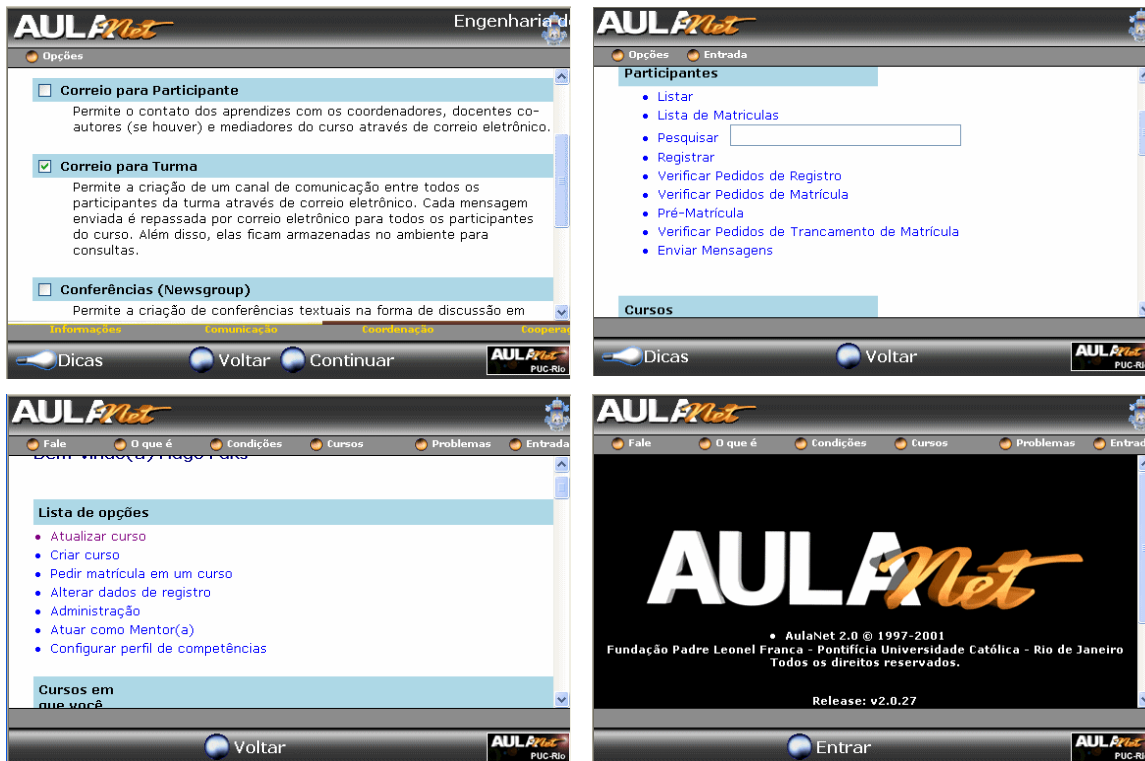 AULANet
Engenharia d
Opções
Correio para Participante
Permite o contato dos aprendizes com os coordenadores, docentes co-
autores (se houver) e mediadores do curso através de correio eletrônico.
Correio para Turma
Permite a criação de um canal de comunicação entre todos os
participantes da turma através de correio eletrônico. Cada mensagem
enviada é repassada por correio eletrônico para todos os participantes
do curso. Além disso, elas ficam armazenadas no ambiente para
consultas.
Conferências (Newsgroup)
Permite a criação de conferências textuais na forma de discussão em
Informações Comunicação Coordenação Coopera
Dicas Voltar Continuar AULANet
PUC-Rio
AULANet
Opções Entrada
Participantes
Listar
Lista de Matriculas
Pesquisar
Registrar
Verificar Pedidos de Registro
Verificar Pedidos de Matrícula
Pré-Matrícula
Verificar Pedidos de Trancamento de Matrícula
Enviar Mensagens
Cursos
Dicas Voltar AULANet
PUC-Ri
AULANet
Fale O que é Condições Cursos Problemas Entrada
Lista de opções
Atualizar curso
Criar curso
Pedir matrícula em um curso
Alterar dados de registro
Administração
Atuar como Mentor(a)
Configurar perfil de competências
Cursos em
que você
Voltar AULANet
PUC-Rio
AULANet
Fale O que é Condições Cursos Problemas Entrad
AULANet
AulaNet 2.0 © 1997-2001
Fundação Padre Leonel Franca - Pontifícia Universidade Católica - Rio de Janeiro
Todos os direitos reservados.
Release: v2.0.27
Entrar AULANet
PUC-Ri